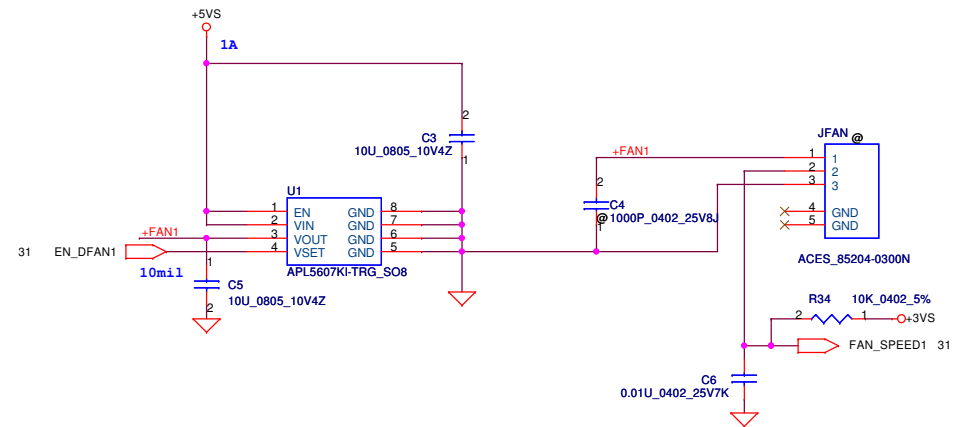 +5VS
1A
2
C3
10U_0805_10V4Z
1
JFAN @
+FAN1
1 1
2 2
3 3
4 GND
5 GND
ACES_85204-0300N
2
C4
@ 1000P_0402_25V8J
1
U1
1 EN GND 8
2 VIN GND 7
3 VOUT GND 6
4 VSET GND 5
APL5607KI-TRG_SO8
+FAN1
31 EN_DFAN1
10mil
1
C5
10U_0805_10V4Z
2
R34 10K_0402_5%
2 1 +3VS
FAN_SPEED1 31
C6
0.01U_0402_25V7K